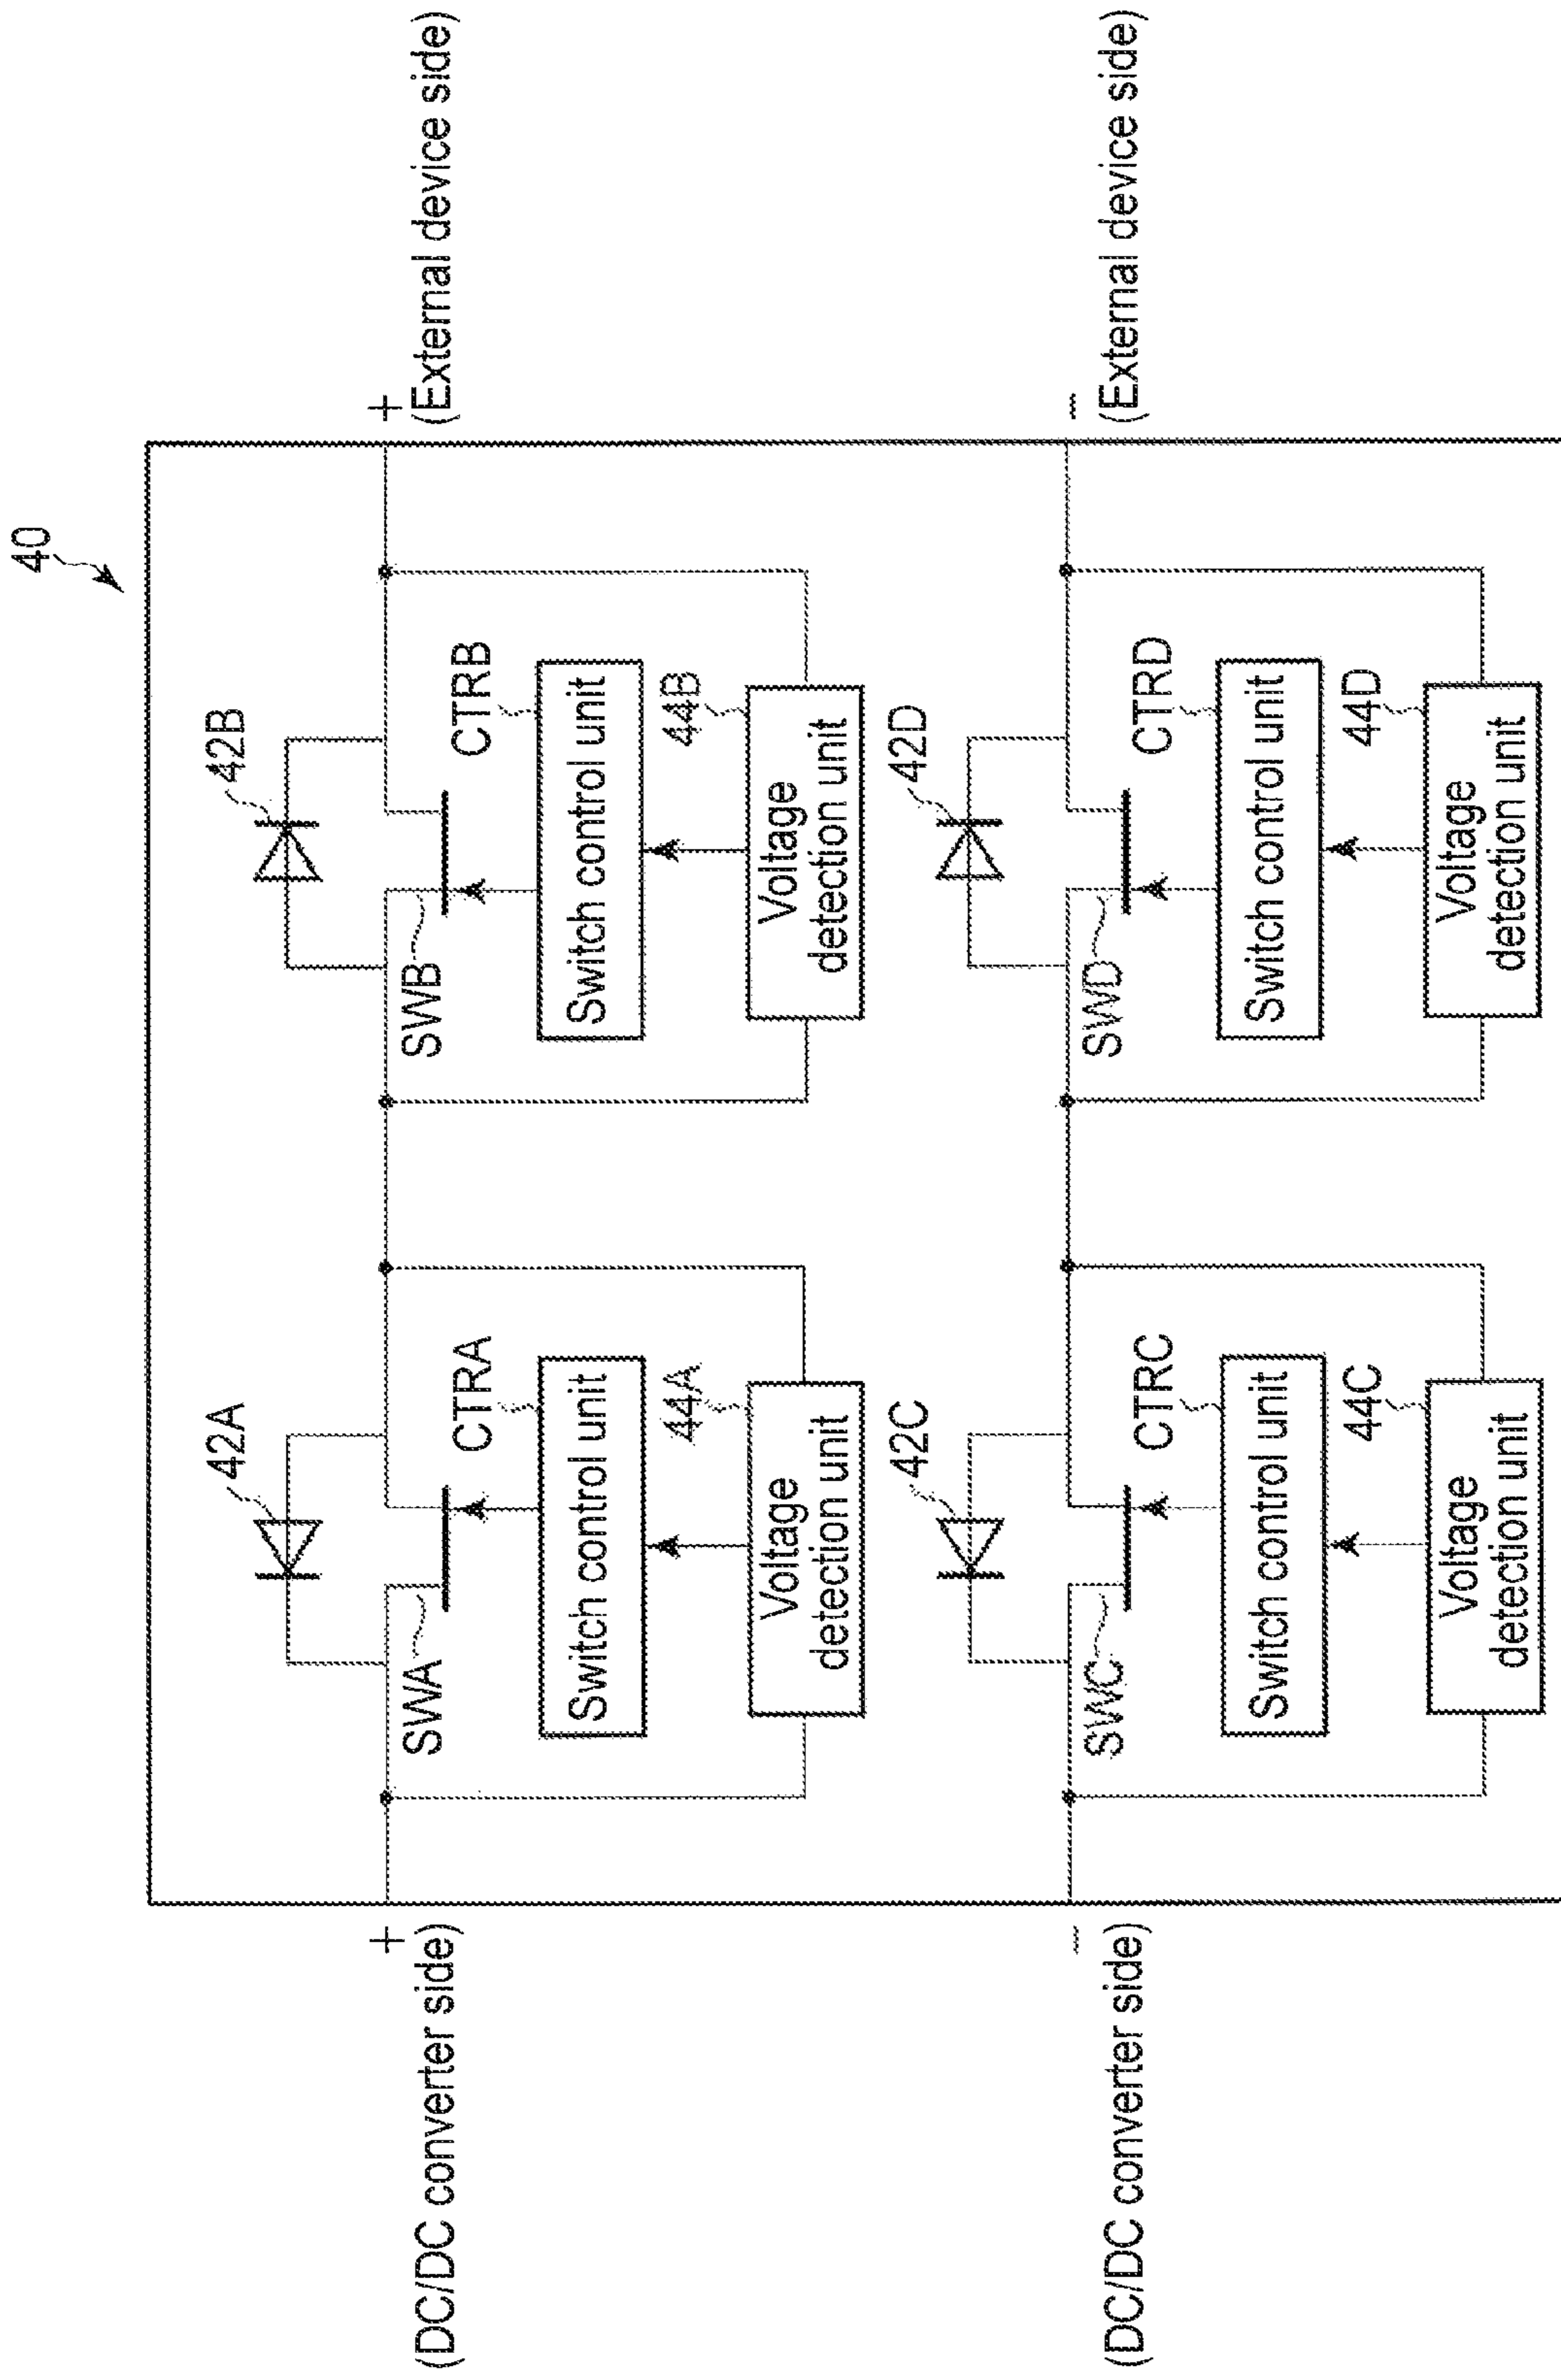 40
42A
42B
+
(DC/DC converter side)
+
(External device side)
SWA
CTRA
SWB
CTRB
Switch control unit
Switch control unit
44A
44B
Voltage
detection unit
Voltage
detection unit
42C
42D
−
(DC/DC converter side)
−
(External device side)
SWC
CTRC
SWD
CTRD
Switch control unit
Switch control unit
44C
44D
Voltage
detection unit
Voltage
detection unit